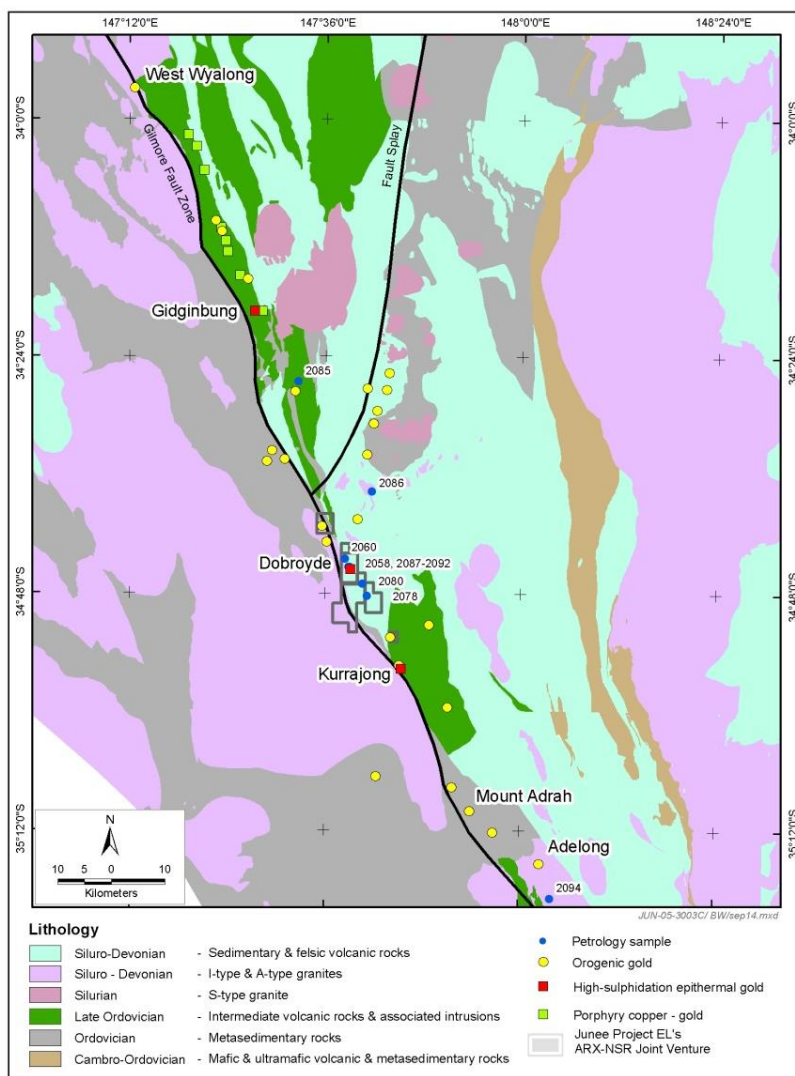 147°12'0"E
147°36'0"E
148°0'0"E
148°24'0"E
West Wyalong
34°0'0"S
34°0'0"S
Gilmore Fault Zone
Fault Splay
Gidginbung
34°24'0"S
34°24'0"S
2085
2086
2060
Dobroyde
2058, 2087-2092
2080
34°48'0"S
34°48'0"S
2078
Kurrajong
Mount Adrah
35°12'0"S
35°12'0"S
Adelong
N
10 5 0 10
Kilometers
2094
JUN-05-3003C/ BW/sep14.mxd
Lithology
Siluro-Devonian - Sedimentary & felsic volcanic rocks
Siluro - Devonian - I-type & A-type granites
Silurian - S-type granite
Late Ordovician - Intermediate volcanic rocks & associated intrusions
Ordovician - Metasedimentary rocks
Cambro-Ordovician - Mafic & ultramafic volcanic & metasedimentary rocks
Petrology sample
Orogenic gold
High-sulphidation epithermal gold
Porphyry copper - gold
Junee Project EL's
ARX-NSR Joint Venture